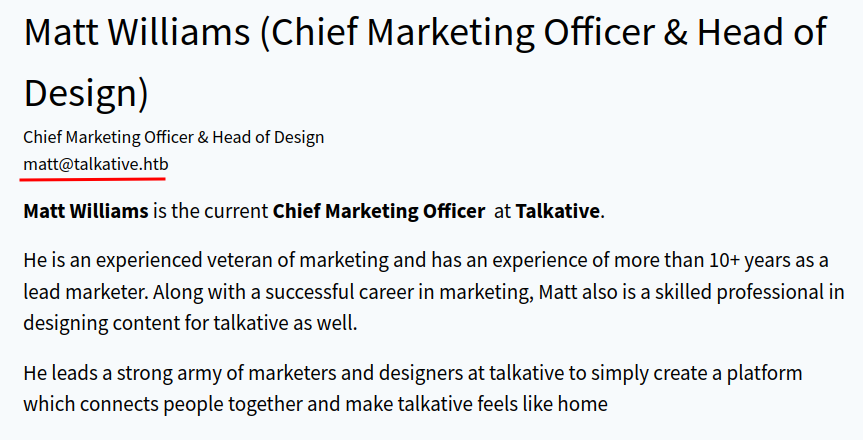 Matt Williams (Chief Marketing Officer & Head of
Design)
Chief Marketing Officer & Head of Design
matt@talkative.htb
Matt Williams is the current Chief Marketing Officer at Talkative.
He is an experienced veteran of marketing and has an experience of more than 10+ years as a
lead marketer. Along with a successful career in marketing, Matt also is a skilled professional in
designing content for talkative as well.
He leads a strong army of marketers and designers at talkative to simply create a platform
which connects people together and make talkative feels like home